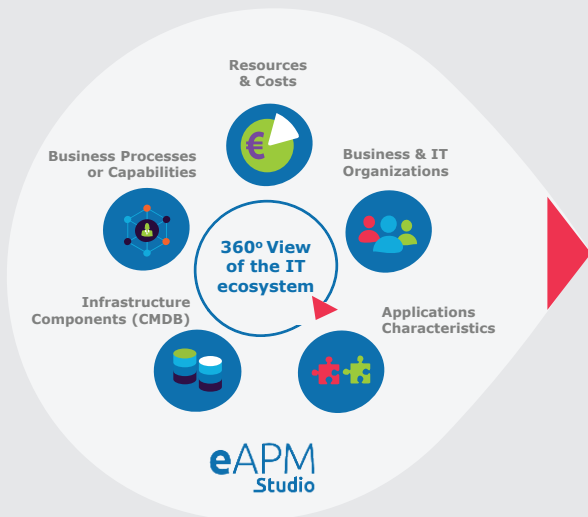 Resources
& Costs
Business Processes
or Capabilities
Business & IT
Organizations
€
360º View
of the IT
ecosystem
Infrastructure
Components (CMDB)
Applications
Characteristics
eAPM
Studio